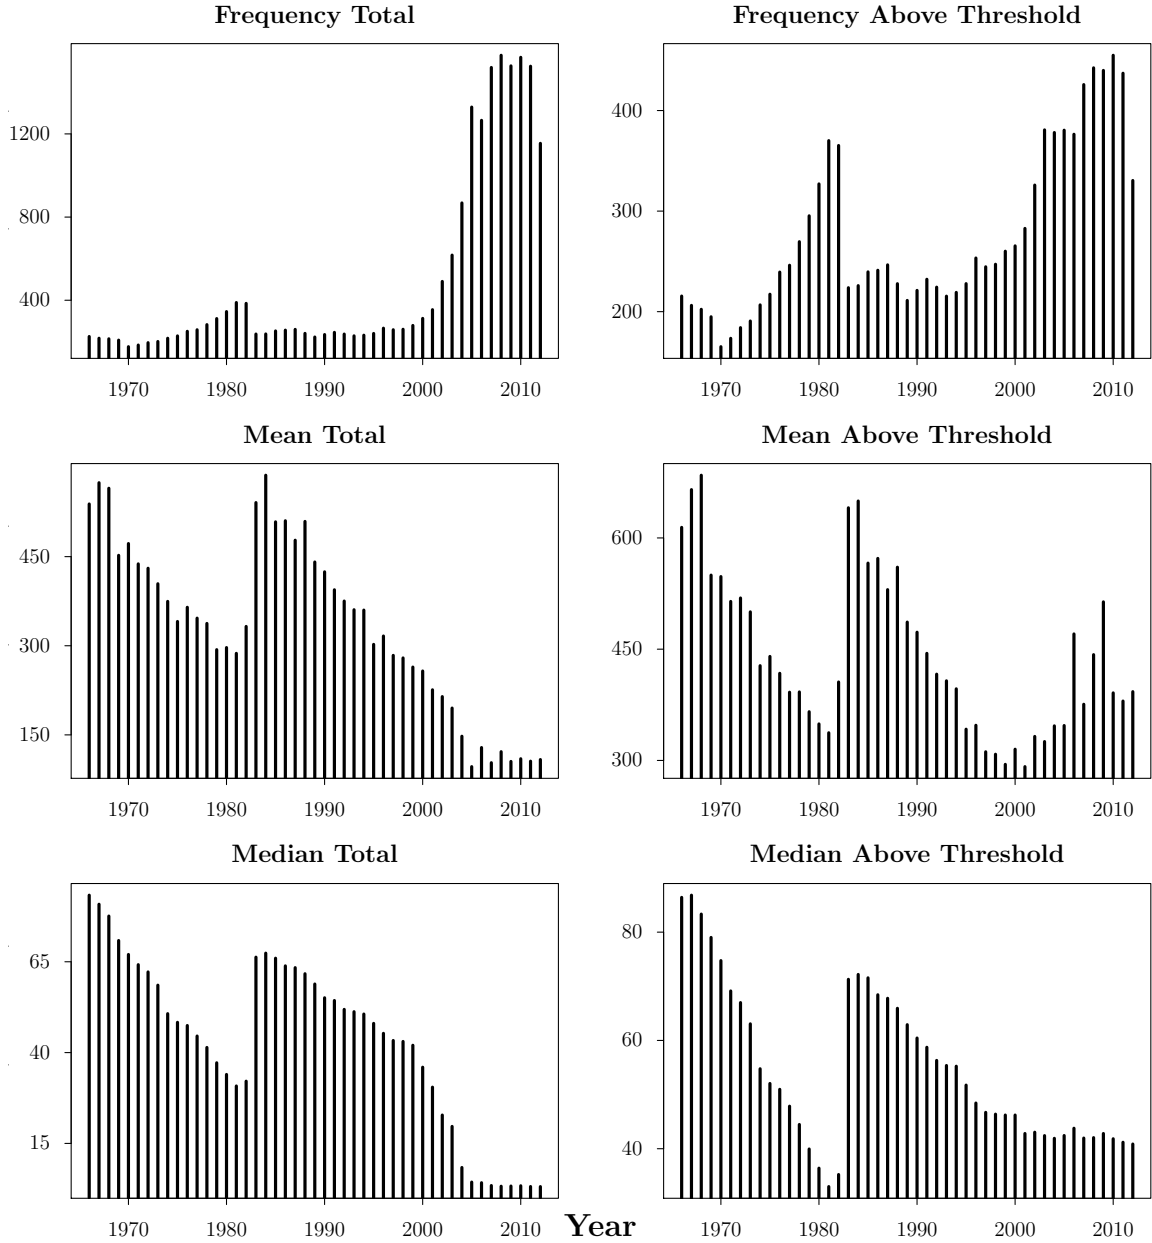 Frequency Total
Frequency Above Threshold
1200
800
400
400
300
200
1970 1980 1990 2000 2010
1970 1980 1990 2000 2010
Mean Total
Mean Above Threshold
450
300
150
600
450
300
1970 1980 1990 2000 2010
1970 1980 1990 2000 2010
Median Total
Median Above Threshold
65
40
15
80
60
40
1970 1980 1990 2000 2010
1970 1980 1990 2000 2010
Year